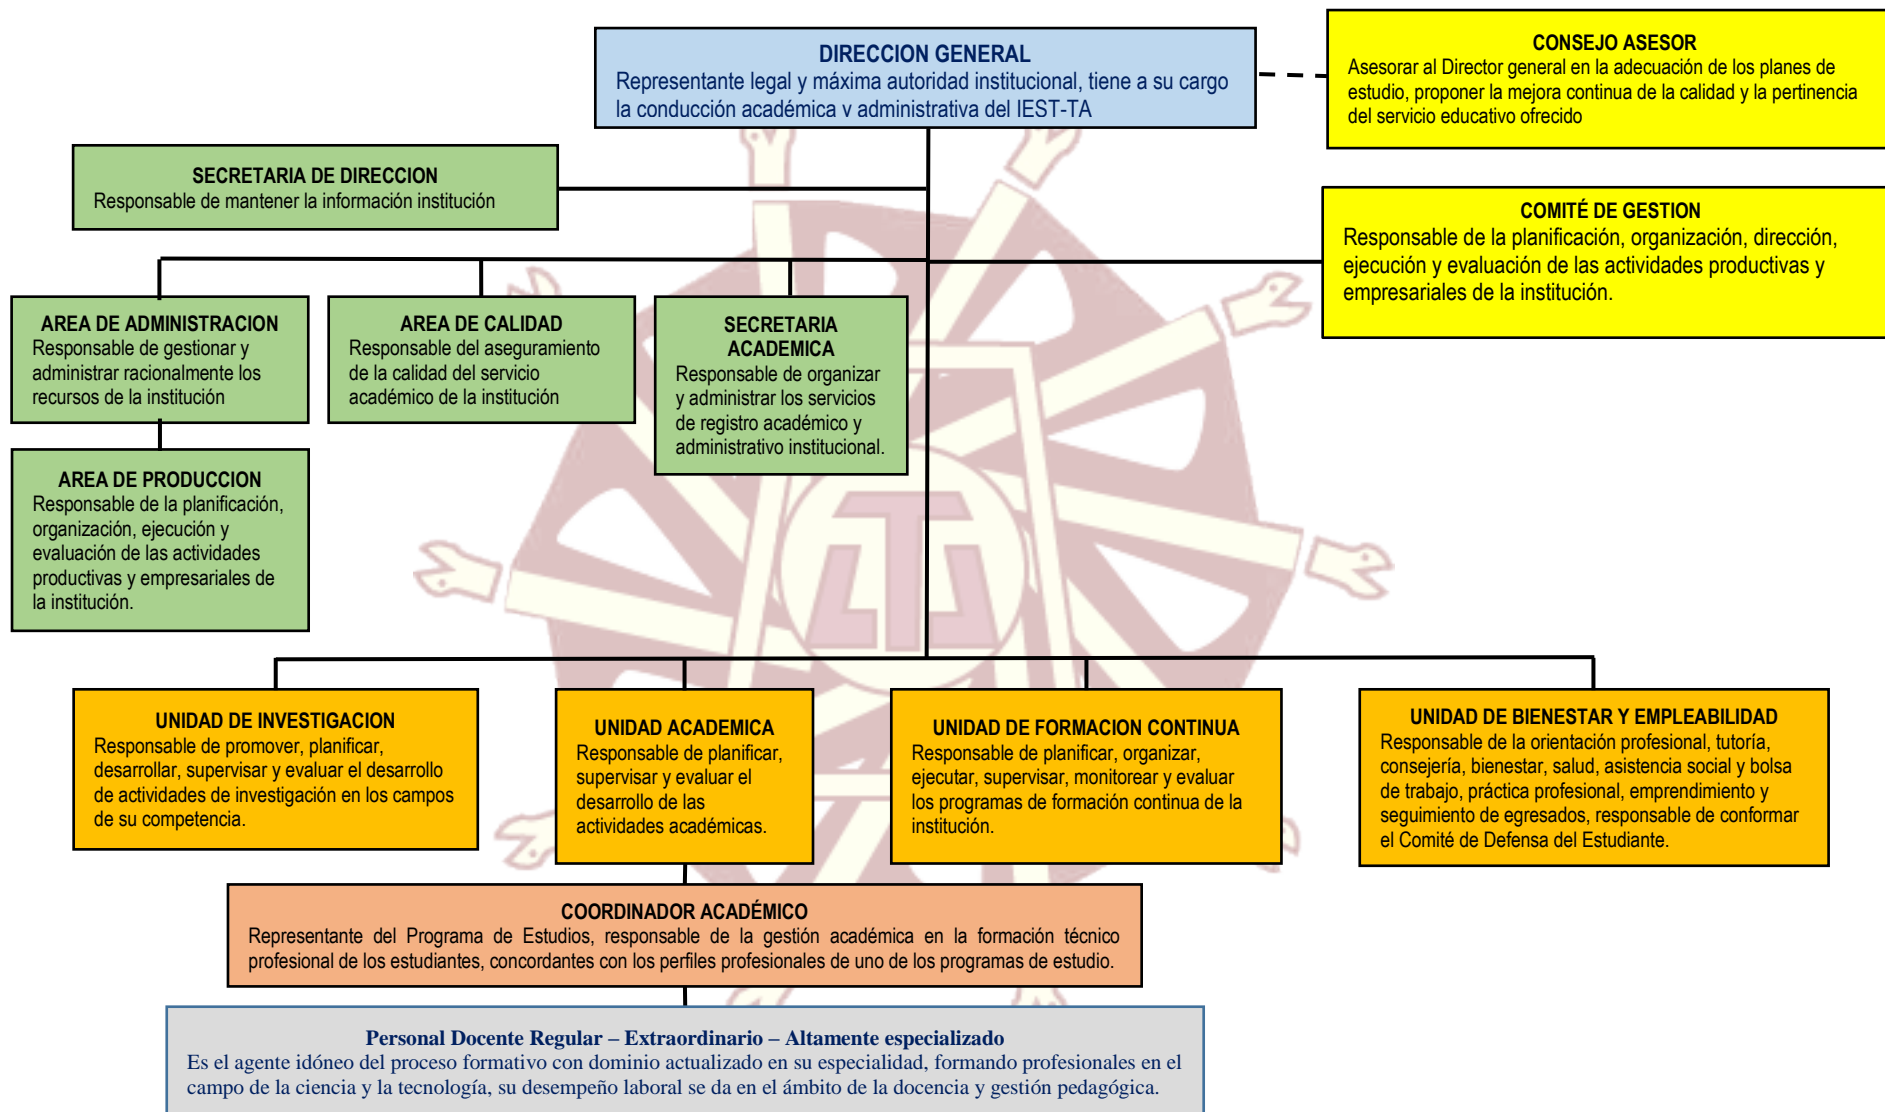 DIRECCION GENERAL
Representante legal y máxima autoridad institucional, tiene a su cargo
la conducción académica y administrativa del IEST-TA
CONSEJO ASESOR
Asesorar al Director general en la adecuación de los planes de
estudio, proponer la mejora continua de la calidad y la pertinencia
del servicio educativo ofrecido
SECRETARIA DE DIRECCION
Responsable de mantener la información institución
COMITÉ DE GESTION
Responsable de la planificación, organización, dirección,
ejecución y evaluación de las actividades productivas y
empresariales de la institución.
AREA DE ADMINISTRACION
Responsable de gestionar y
administrar racionalmente los
recursos de la institución
AREA DE CALIDAD
Responsable del aseguramiento
de la calidad del servicio
académico de la institución
SECRETARIA
ACADEMICA
Responsable de organizar
y administrar los servicios
de registro académico y
administrativo institucional.
AREA DE PRODUCCION
Responsable de la planificación,
organización, ejecución y
evaluación de las actividades
productivas y empresariales de
la institución.
UNIDAD DE INVESTIGACION
Responsable de promover, planificar,
desarrollar, supervisar y evaluar el desarrollo
de actividades de investigación en los campos
de su competencia.
UNIDAD ACADEMICA
Responsable de planificar,
supervisar y evaluar el
desarrollo de las
actividades académicas.
UNIDAD DE FORMACION CONTINUA
Responsable de planificar, organizar,
ejecutar, supervisar, monitorear y evaluar
los programas de formación continua de la
institución.
UNIDAD DE BIENESTAR Y EMPLEABILIDAD
Responsable de la orientación profesional, tutoría,
consejería, bienestar, salud, asistencia social y bolsa
de trabajo, práctica profesional, emprendimiento y
seguimiento de egresados, responsable de conformar
el Comité de Defensa del Estudiante.
COORDINADOR ACADÉMICO
Representante del Programa de Estudios, responsable de la gestión académica en la formación técnico
profesional de los estudiantes, concordantes con los perfiles profesionales de uno de los programas de estudio.
Personal Docente Regular – Extraordinario – Altamente especializado
Es el agente idóneo del proceso formativo con dominio actualizado en su especialidad, formando profesionales en el
campo de la ciencia y la tecnología, su desempeño laboral se da en el ámbito de la docencia y gestión pedagógica.